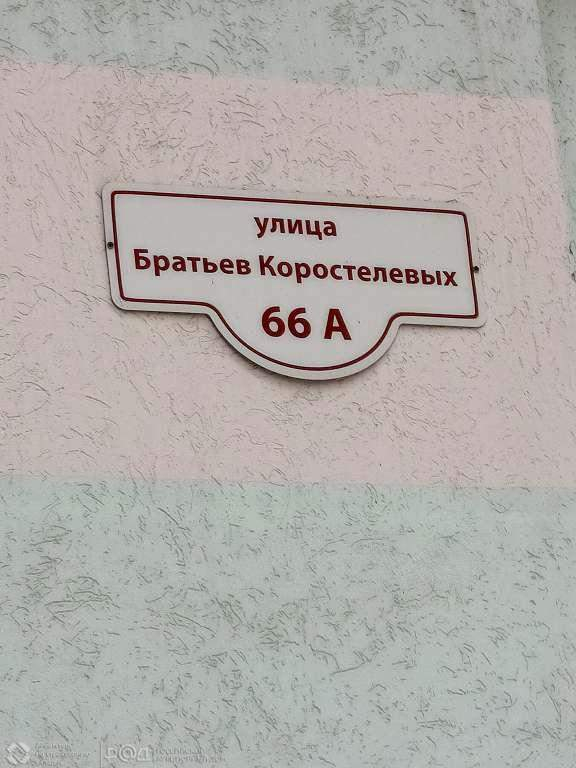 улица
Братьев Коростелевых
66 А